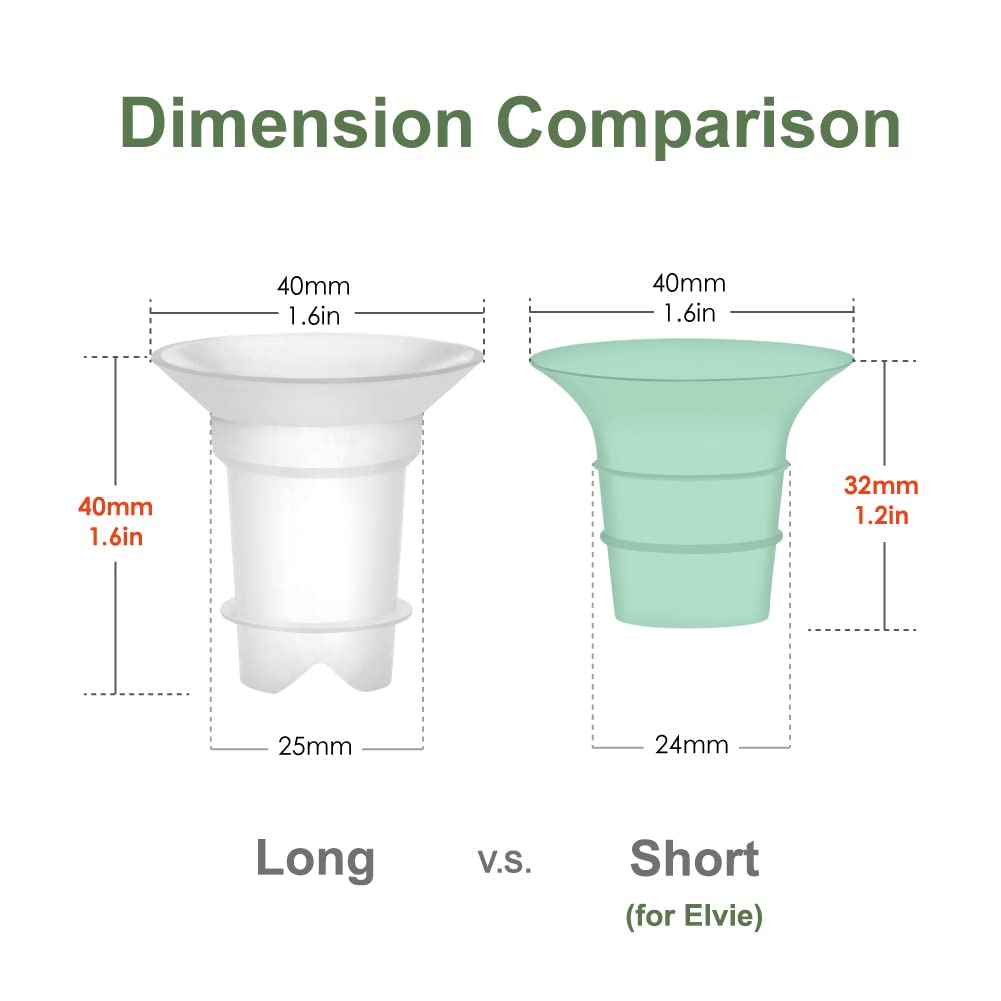 Dimension Comparison
40mm
1.6in
40mm
1.6in
40mm
1.6in
32mm
1.2in
25mm
24mm
Long v.s. Short
(for Elvie)